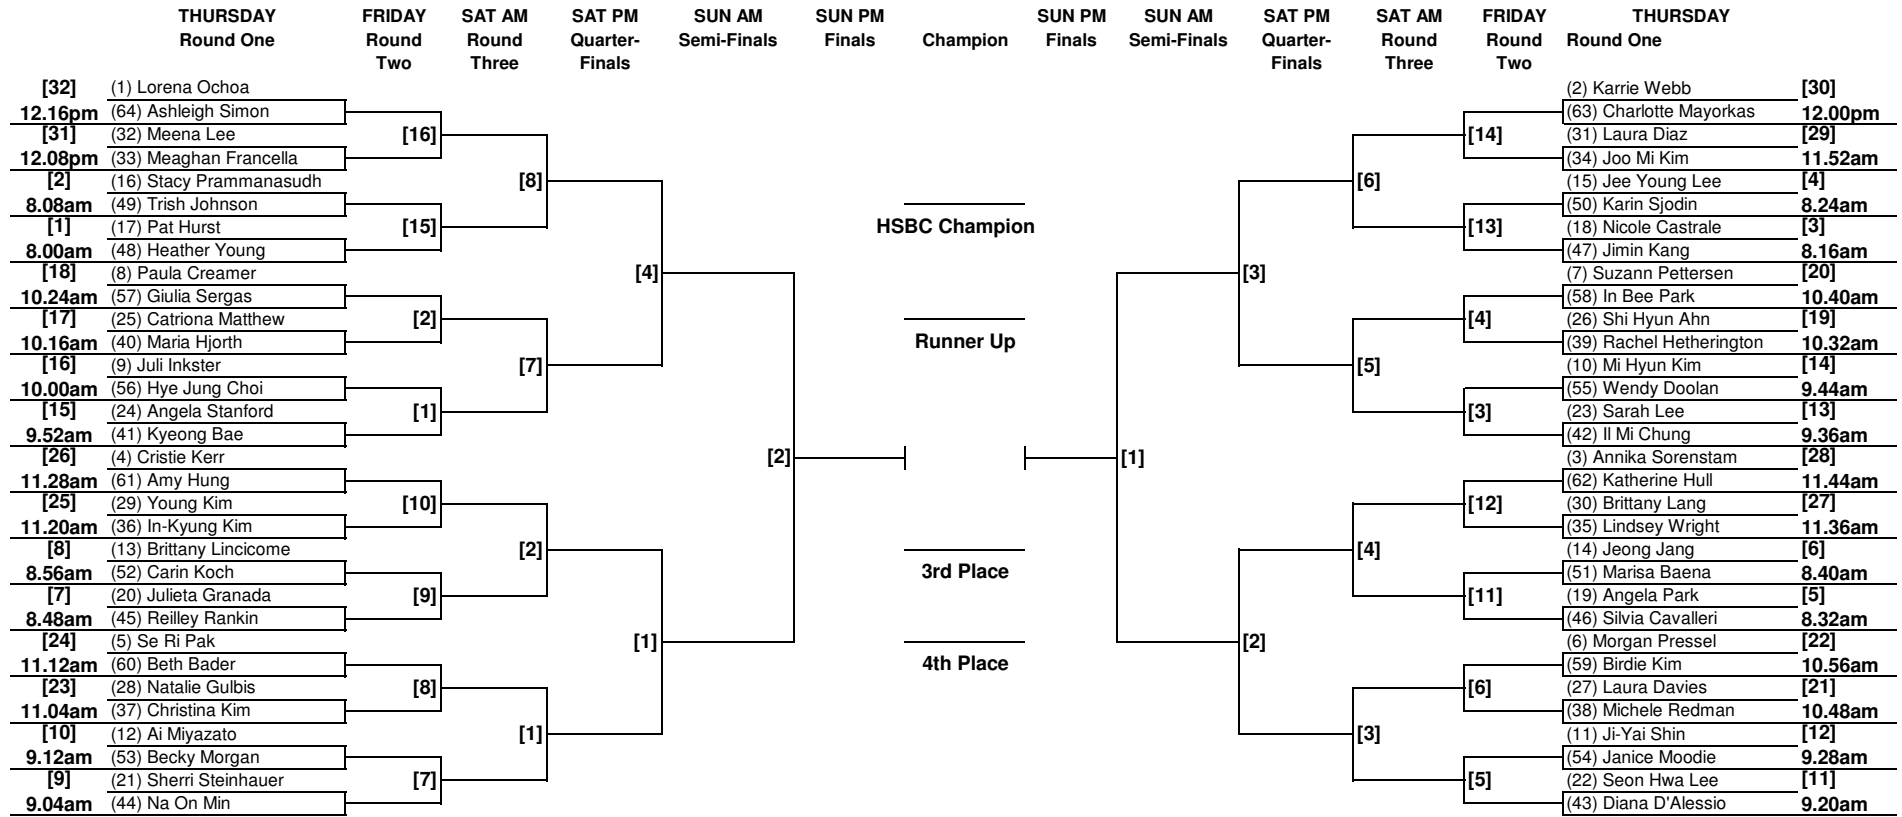 THURSDAY FRIDAY SAT AM SAT PM SUN AM SUN PM SUN PM SUN AM SAT PM SAT AM FRIDAY THURSDAY
Round One Round Round Quarter- Semi-Finals Finals Champion Finals Semi-Finals Quarter- Round Round Round One
Two Three Finals Finals Three Two
[32] (1) Lorena Ochoa (2) Karrie Webb [30]
12.16pm (64) Ashleigh Simon (63) Charlotte Mayorkas 12.00pm
[31] (32) Meena Lee [16] [14] (31) Laura Diaz [29]
12.08pm (33) Meaghan Francella (34) Joo Mi Kim 11.52am
[2] (16) Stacy Prammanasudh [8] [6] (15) Jee Young Lee [4]
8.08am (49) Trish Johnson (50) Karin Sjodin 8.24am
[1] (17) Pat Hurst [15] HSBC Champion [13] (18) Nicole Castrale [3]
8.00am (48) Heather Young (47) Jimin Kang 8.16am
[18] (8) Paula Creamer [4] [3] (7) Suzann Pettersen [20]
10.24am (57) Giulia Sergas (58) In Bee Park 10.40am
[17] (25) Catriona Matthew [2] [4] (26) Shi Hyun Ahn [19]
10.16am (40) Maria Hjorth Runner Up (39) Rachel Hetherington 10.32am
[16] (9) Juli Inkster [7] [5] (10) Mi Hyun Kim [14]
10.00am (56) Hye Jung Choi (55) Wendy Doolan 9.44am
[15] (24) Angela Stanford [1] [3] (23) Sarah Lee [13]
9.52am (41) Kyeong Bae (42) Il Mi Chung 9.36am
[26] (4) Cristie Kerr [2] [1] (3) Annika Sorenstam [28]
11.28am (61) Amy Hung (62) Katherine Hull 11.44am
[25] (29) Young Kim [10] [12] (30) Brittany Lang [27]
11.20am (36) In-Kyung Kim (35) Lindsey Wright 11.36am
[8] (13) Brittany Lincicome [2] [4] (14) Jeong Jang [6]
8.56am (52) Carin Koch 3rd Place (51) Marisa Baena 8.40am
[7] (20) Julieta Granada [9] [11] (19) Angela Park [5]
8.48am (45) Reilley Rankin (46) Silvia Cavalleri 8.32am
[24] (5) Se Ri Pak [1] [2] (6) Morgan Pressel [22]
11.12am (60) Beth Bader 4th Place (59) Birdie Kim 10.56am
[23] (28) Natalie Gulbis [8] [6] (27) Laura Davies [21]
11.04am (37) Christina Kim (38) Michele Redman 10.48am
[10] (12) Ai Miyazato [1] [3] (11) Ji-Yai Shin [12]
9.12am (53) Becky Morgan (54) Janice Moodie 9.28am
[9] (21) Sherri Steinhauer [7] [5] (22) Seon Hwa Lee [11]
9.04am (44) Na On Min (43) Diana D'Alessio 9.20am